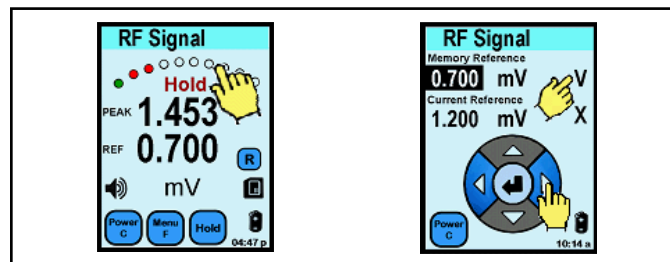 RF Signal
Hold
PEAK 1.453
REF 0.700
R
mV
Power
C
Menu
F
Hold
04:47 p
RF Signal
Memory Reference
0.700 mV V
Current Reference
1.200 mV X
Power
C
10:14 a